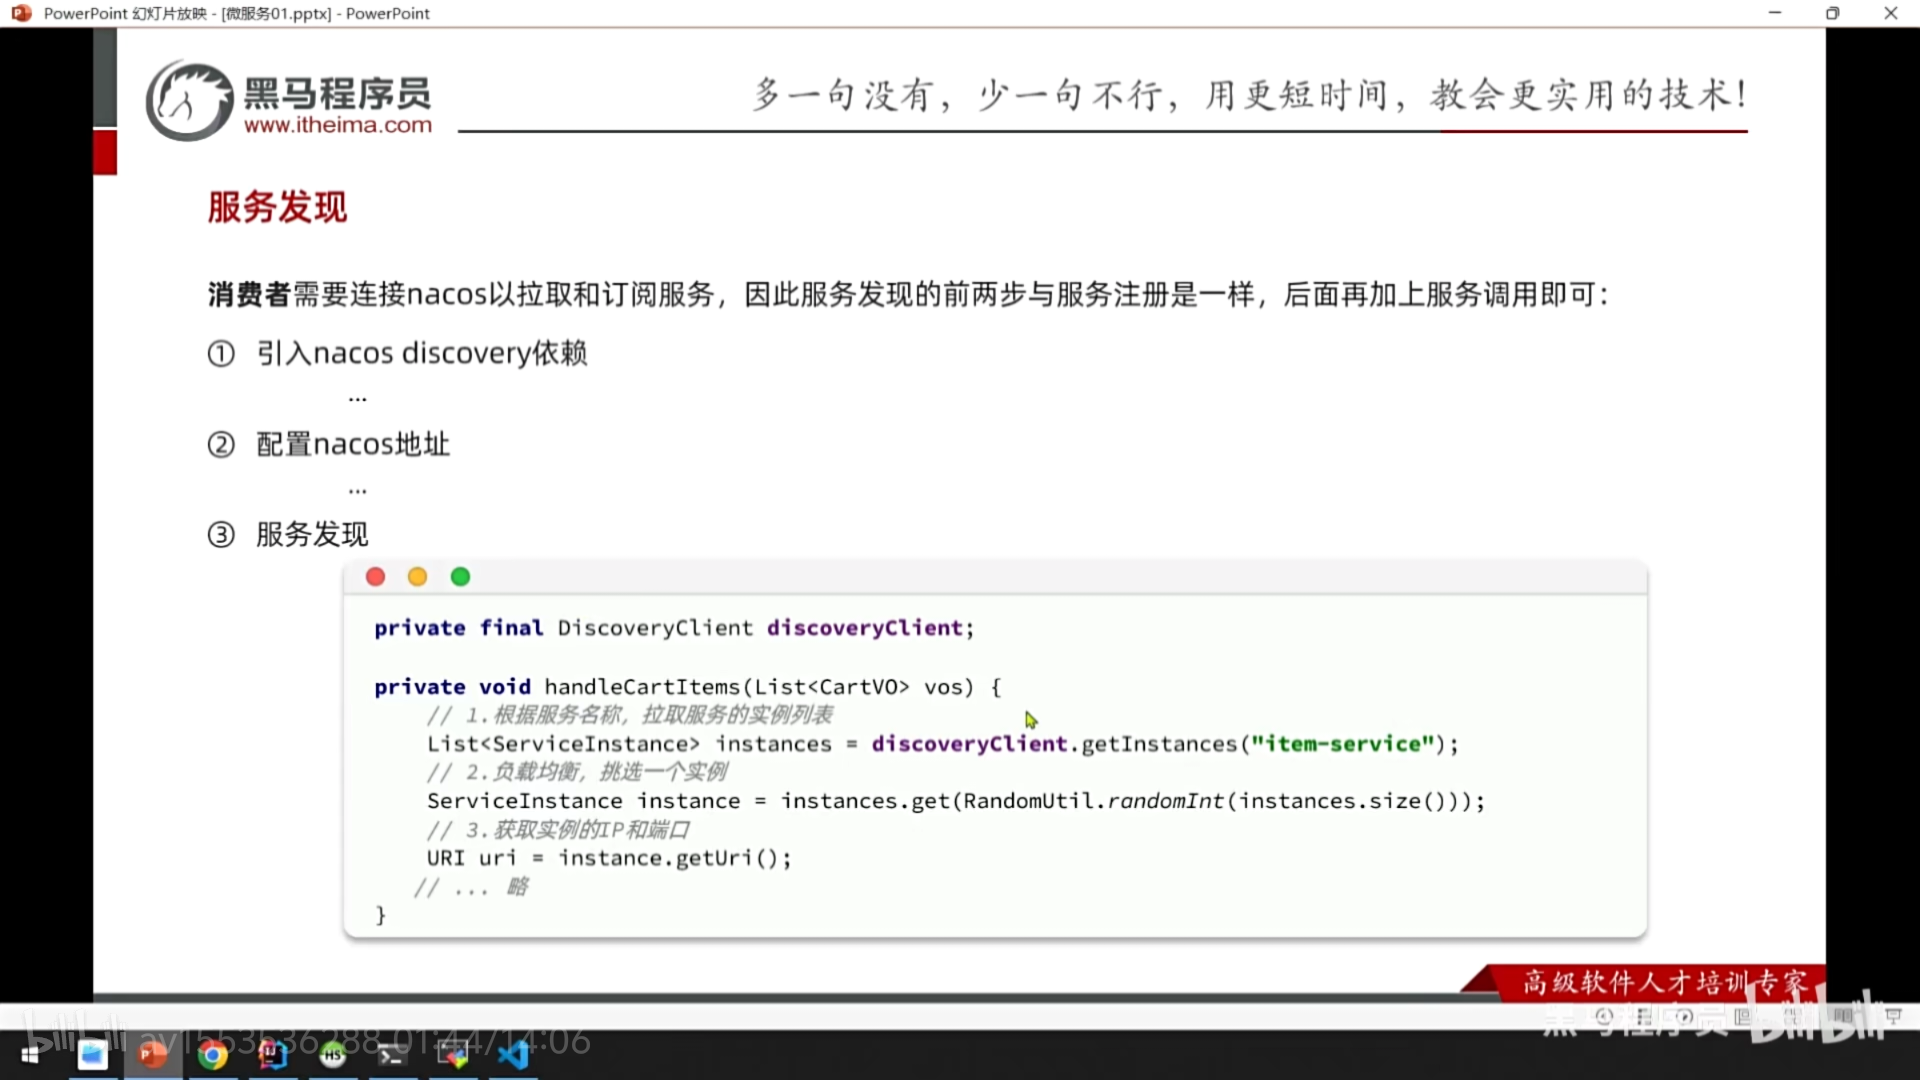 PowerPoint 幻灯片放映 - [微服务01.pptx] - PowerPoint
黑马程序员
www.itheima.com
多一句没有，少一句不行，用更短时间，教会更实用的技术！
服务发现
消费者需要连接nacos以拉取和订阅服务，因此服务发现的前两步与服务注册是一样，后面再加上服务调用即可：
① 引入nacos discovery依赖
...
② 配置nacos地址
...
③ 服务发现
private final DiscoveryClient discoveryClient;
private void handleCartItems(List<CartVO> vos) {
// 1.根据服务名称，拉取服务的实例列表
List<ServiceInstance> instances = discoveryClient.getInstances("item-service");
// 2.负载均衡，挑选一个实例
ServiceInstance instance = instances.get(RandomUtil.randomInt(instances.size()));
// 3.获取实例的IP和端口
URI uri = instance.getUri();
// ... 略
}
高级软件人才培训专家
黑马程序员 bilibili
bilibili av1553536288 01:44/14:06